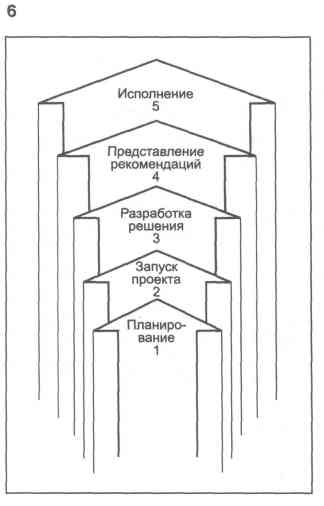 6
Исполнение
5
Представление
рекомендаций
4
Разработка
решения
3
Запуск
проекта
2
Планиро-
вание
1